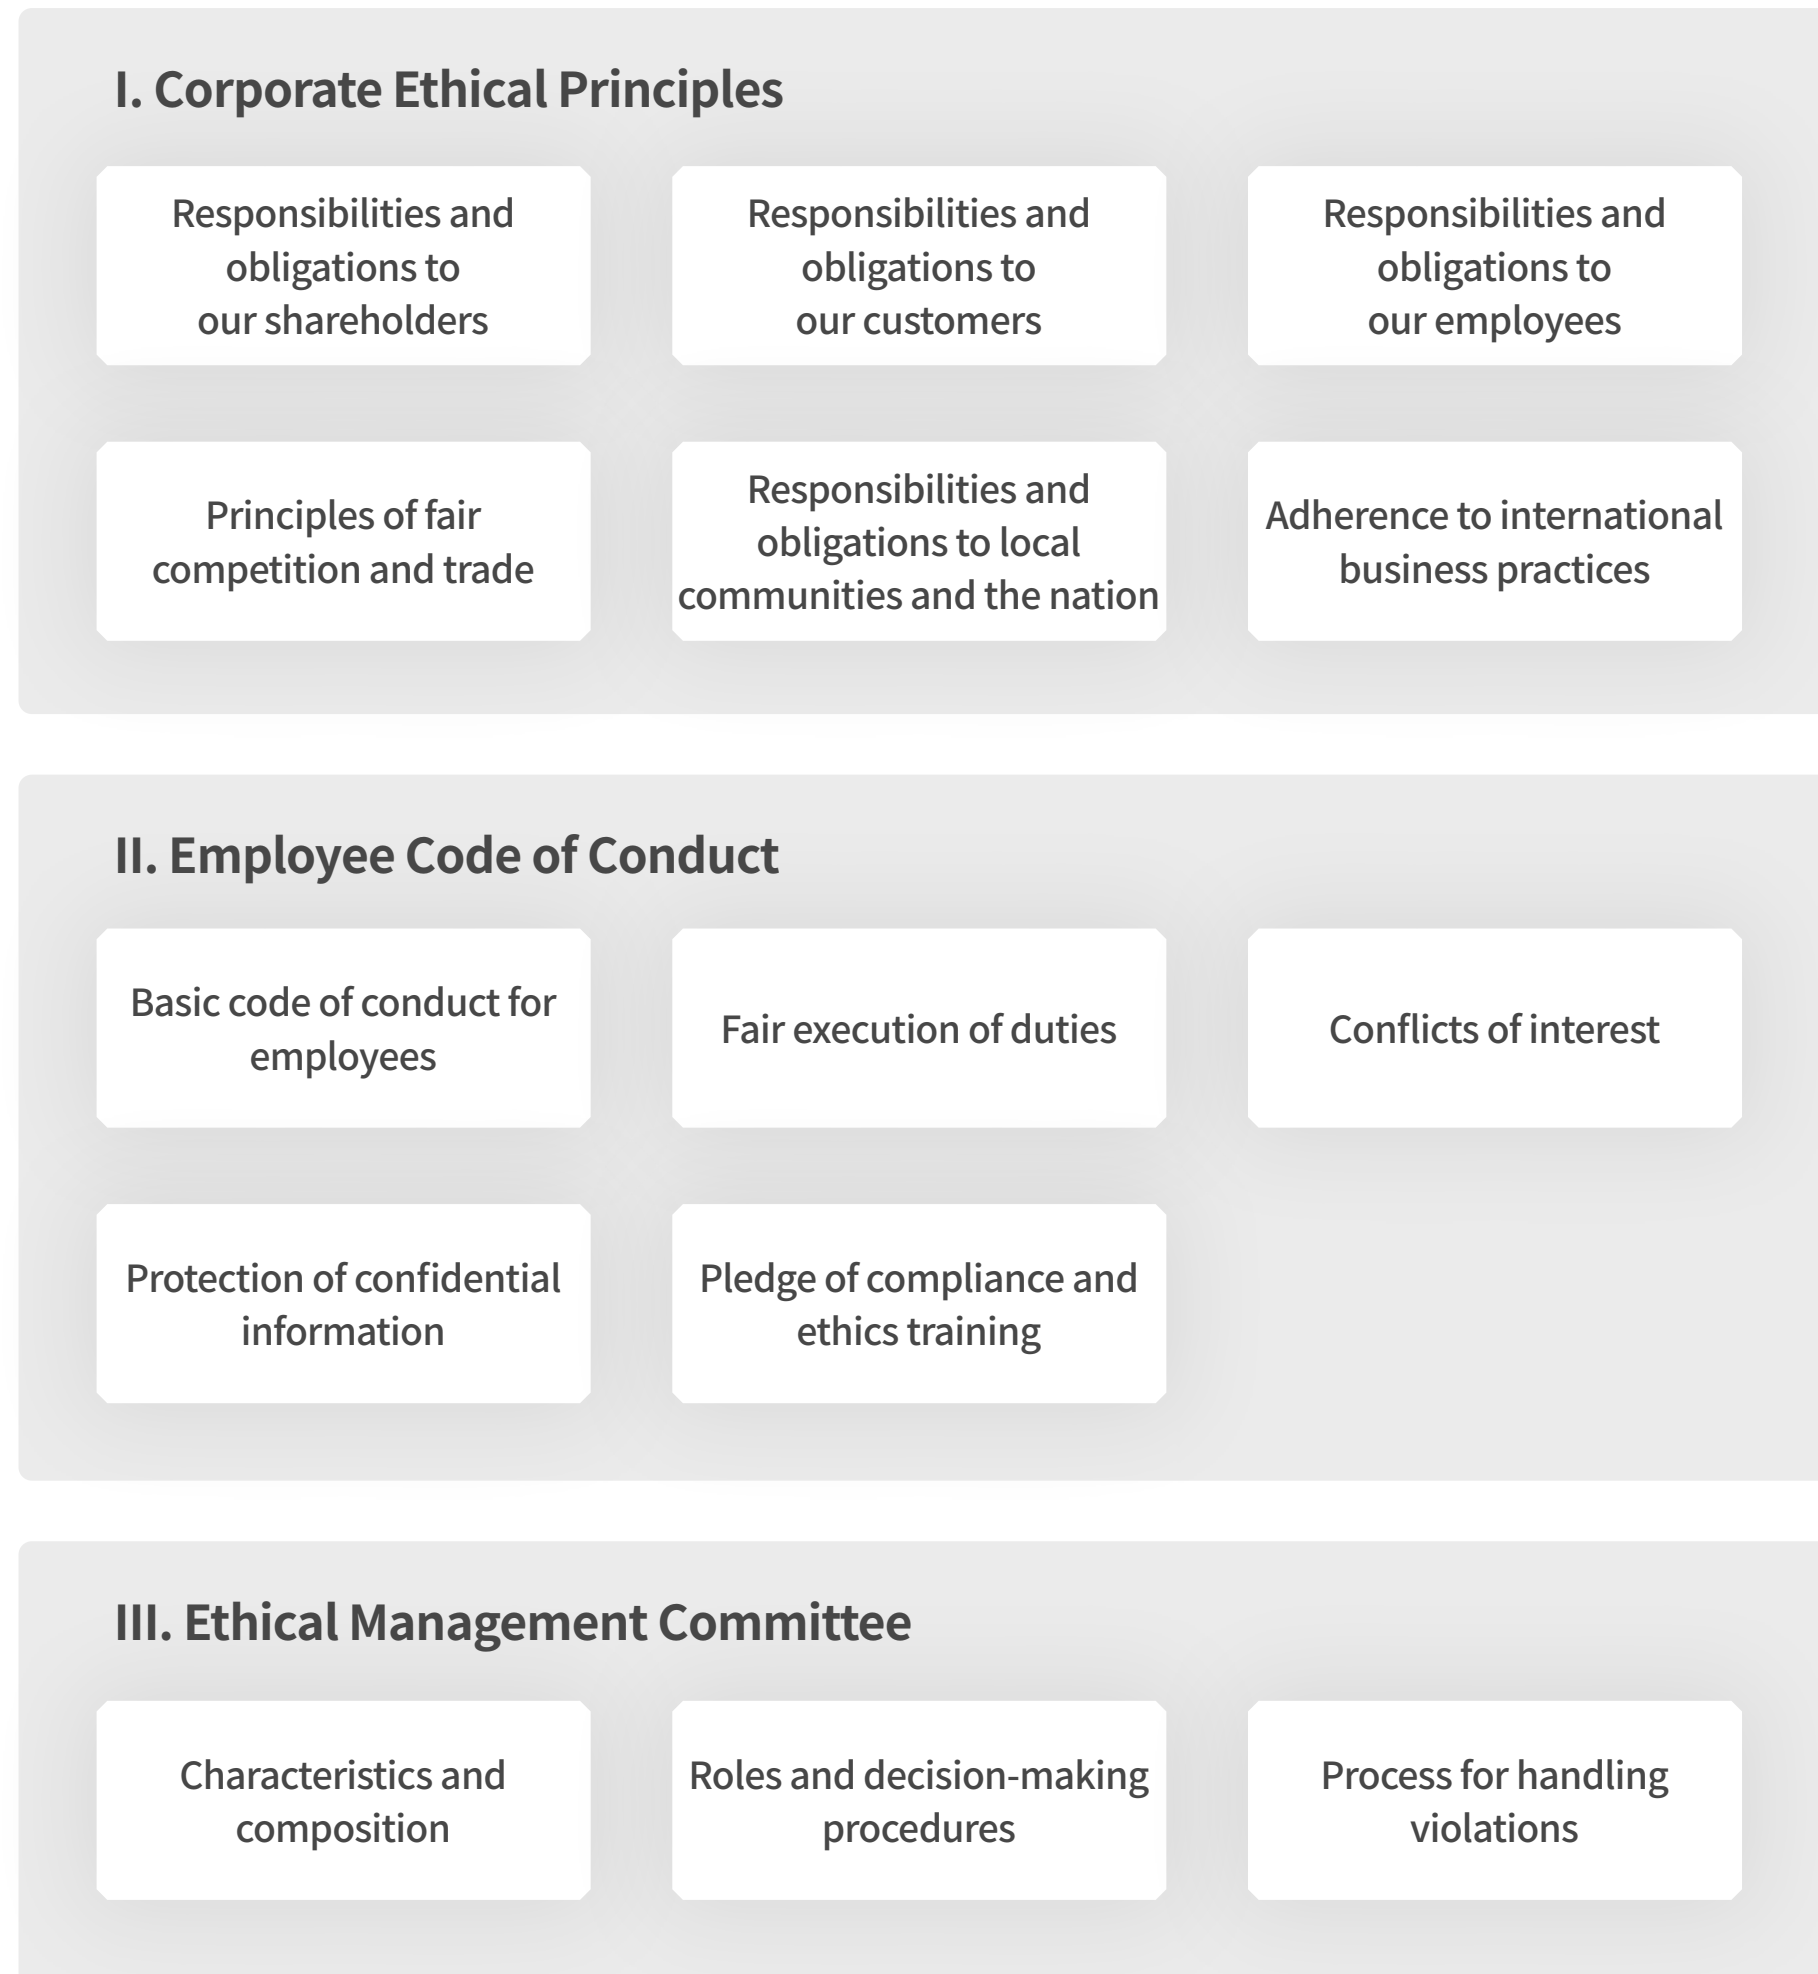 I. Corporate Ethical Principles
Responsibilities and
obligations to
our shareholders
Responsibilities and
obligations to
our customers
Responsibilities and
obligations to
our employees
Principles of fair
competition and trade
Responsibilities and
obligations to local
communities and the nation
Adherence to international
business practices
II. Employee Code of Conduct
Basic code of conduct for
employees
Fair execution of duties
Conflicts of interest
Protection of confidential
information
Pledge of compliance and
ethics training
III. Ethical Management Committee
Characteristics and
composition
Roles and decision-making
procedures
Process for handling
violations